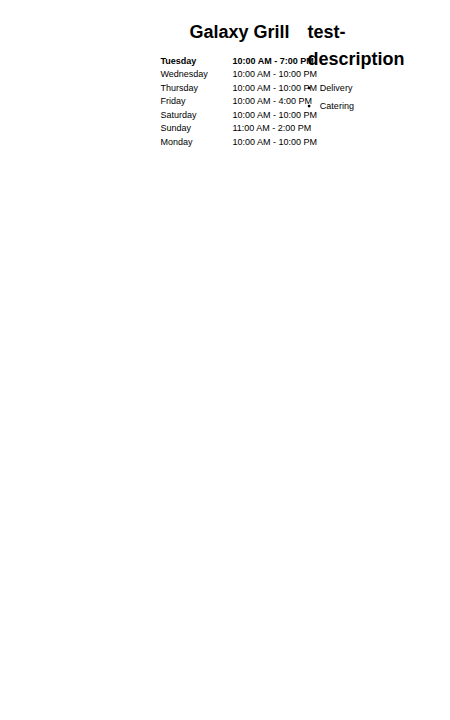 Galaxy Grill
Tuesday 10:00 AM - 7:00 PM
Wednesday 10:00 AM - 10:00 PM
Thursday 10:00 AM - 10:00 PM
Friday 10:00 AM - 4:00 PM
Saturday 10:00 AM - 10:00 PM
Sunday 11:00 AM - 2:00 PM
Monday 10:00 AM - 10:00 PM
test-
description
• Delivery
• Catering